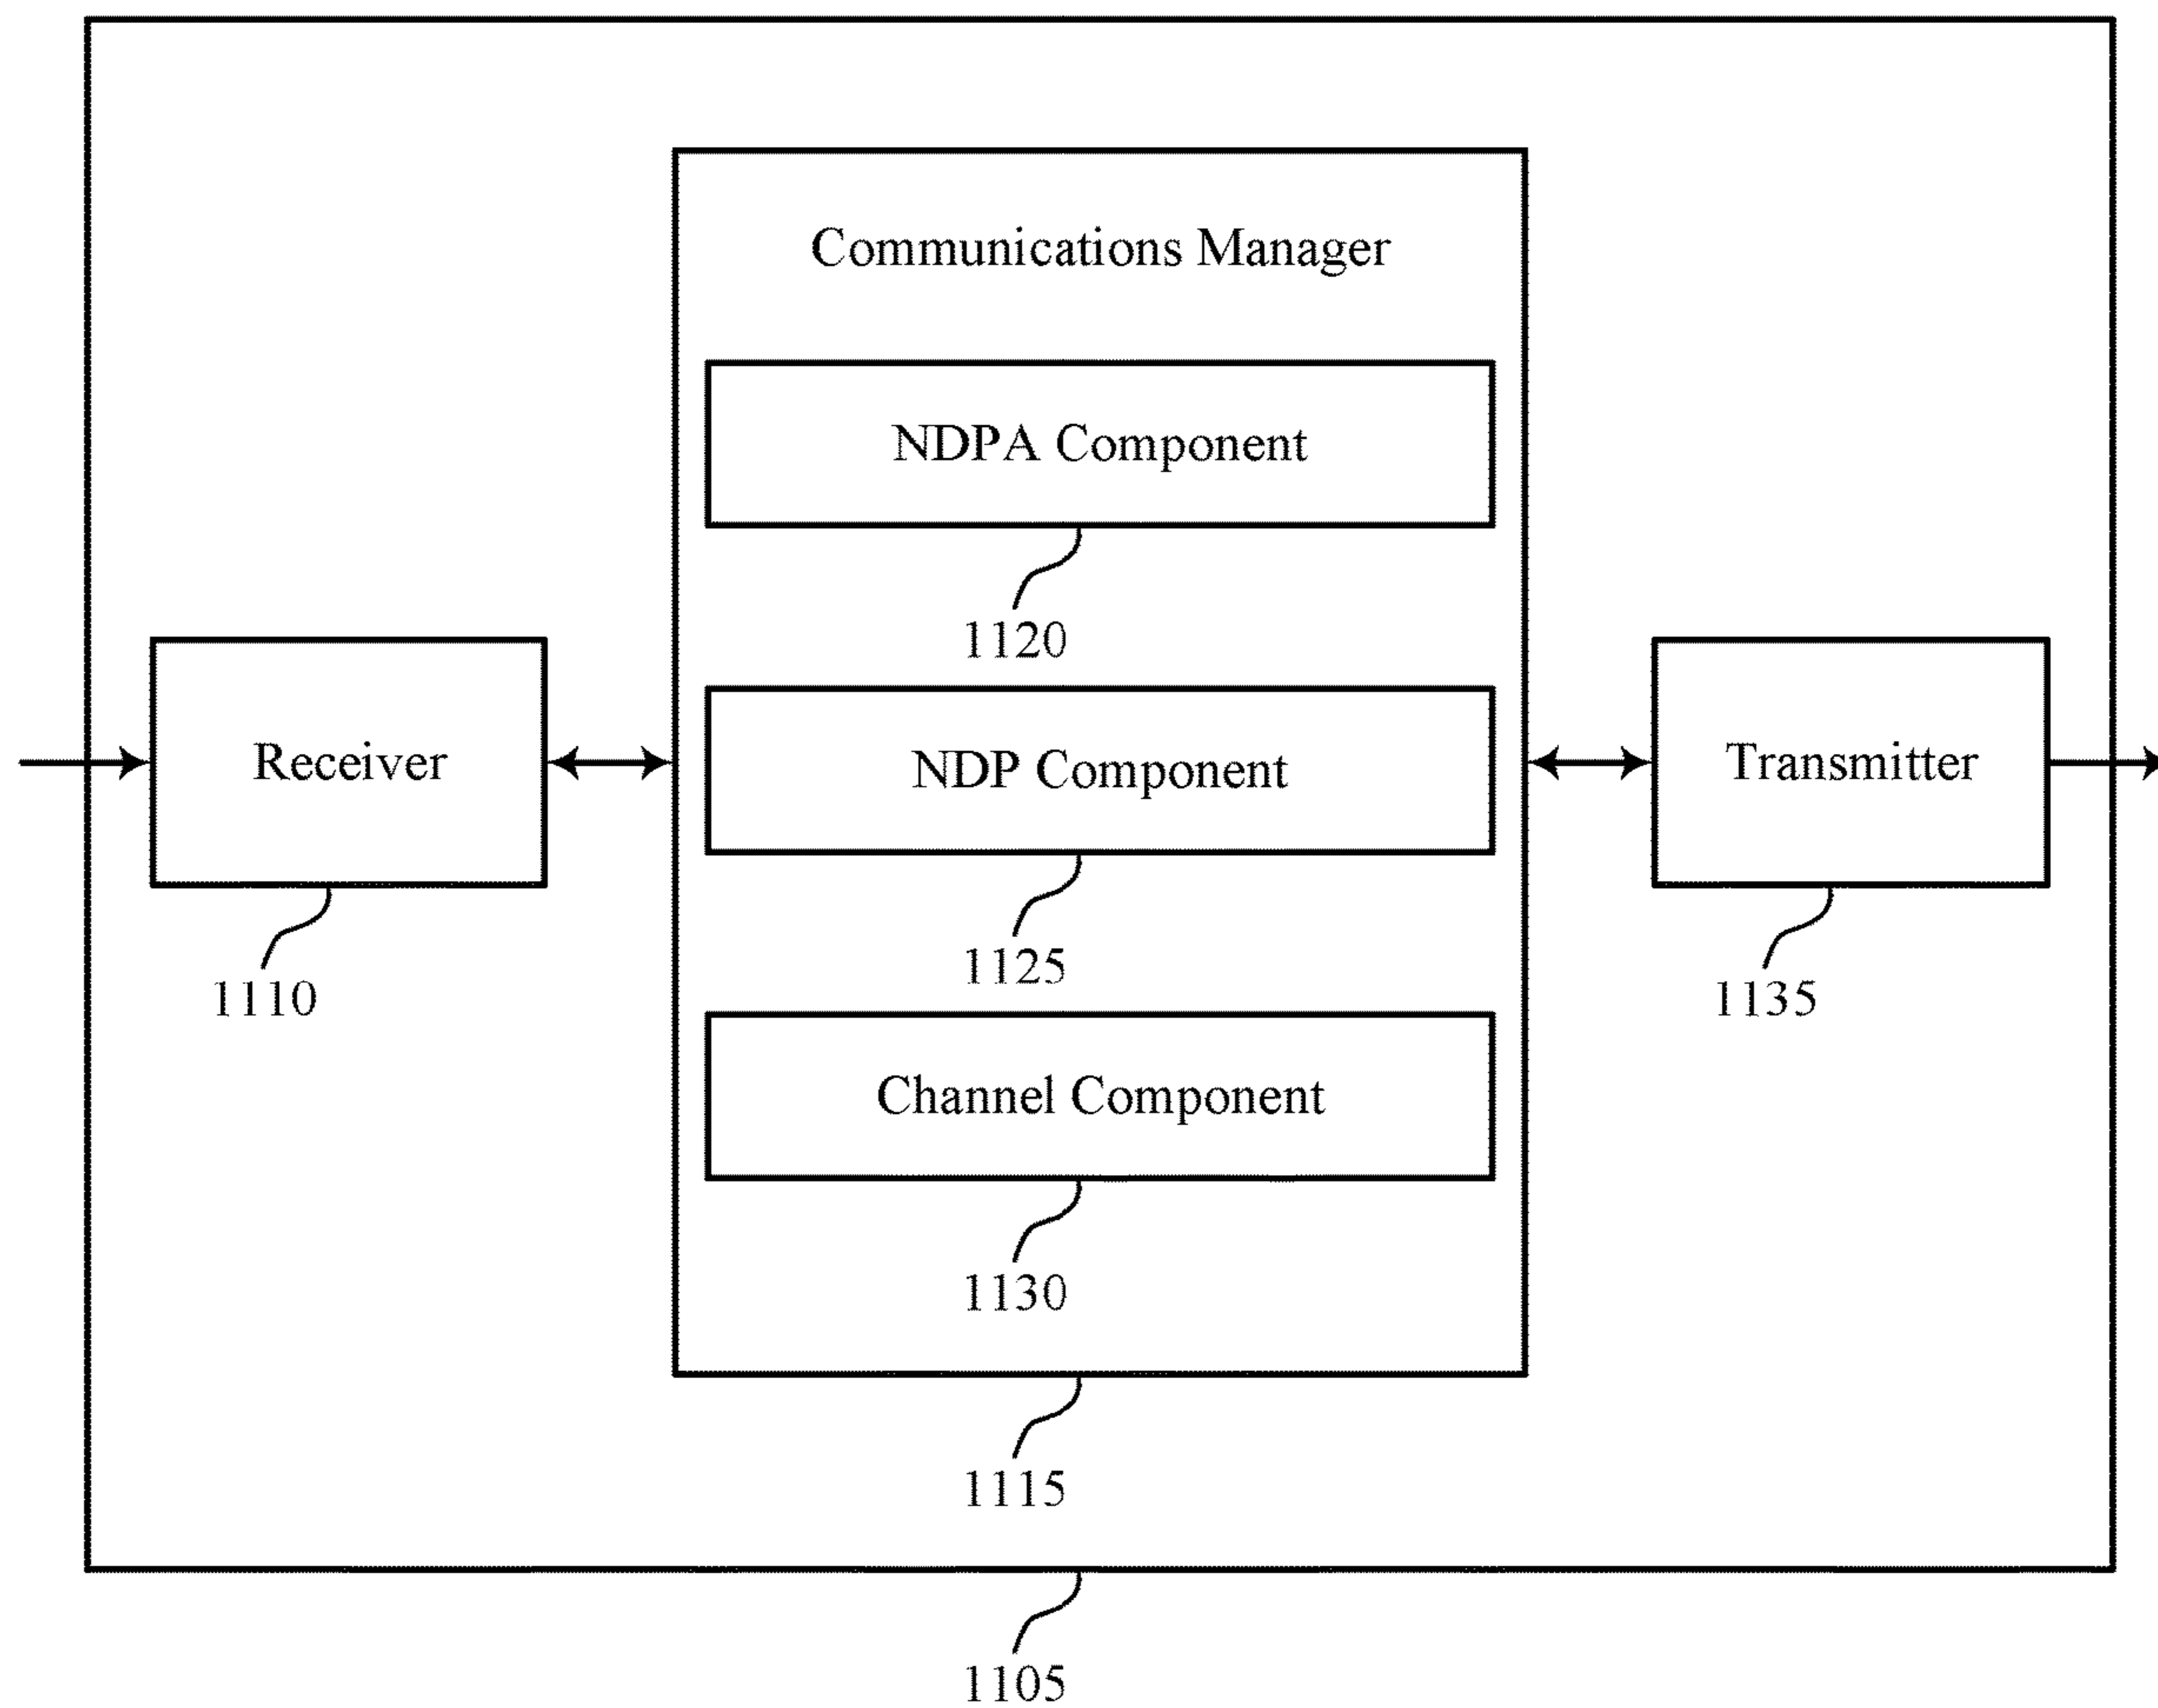 Communications Manager
NDPA Component
1120
Receiver
1110
NDP Component
1125
Transmitter
1135
Channel Component
1130
1115
1105